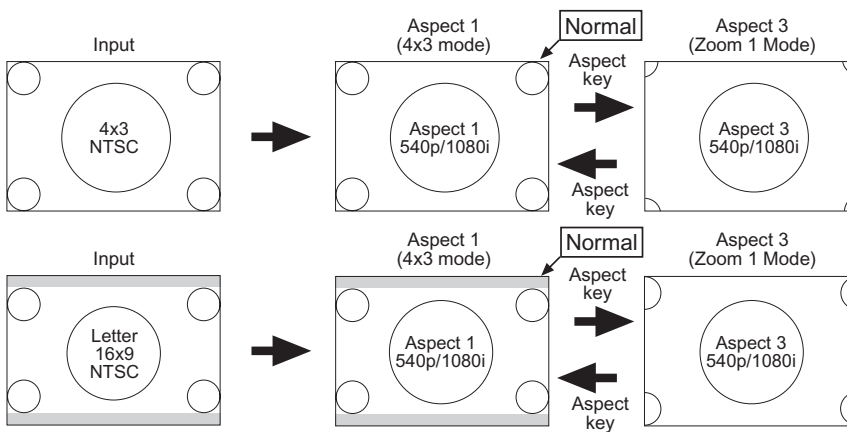 Input
Aspect 1
(4x3 mode)
Normal
Aspect
key
Aspect 3
(Zoom 1 Mode)
4x3
NTSC
Aspect 1
540p/1080i
Aspect 3
540p/1080i
Aspect
key
Input
Aspect 1
(4x3 mode)
Normal
Aspect
key
Aspect 3
(Zoom 1 Mode)
Letter
16x9
NTSC
Aspect 1
540p/1080i
Aspect 3
540p/1080i
Aspect
key